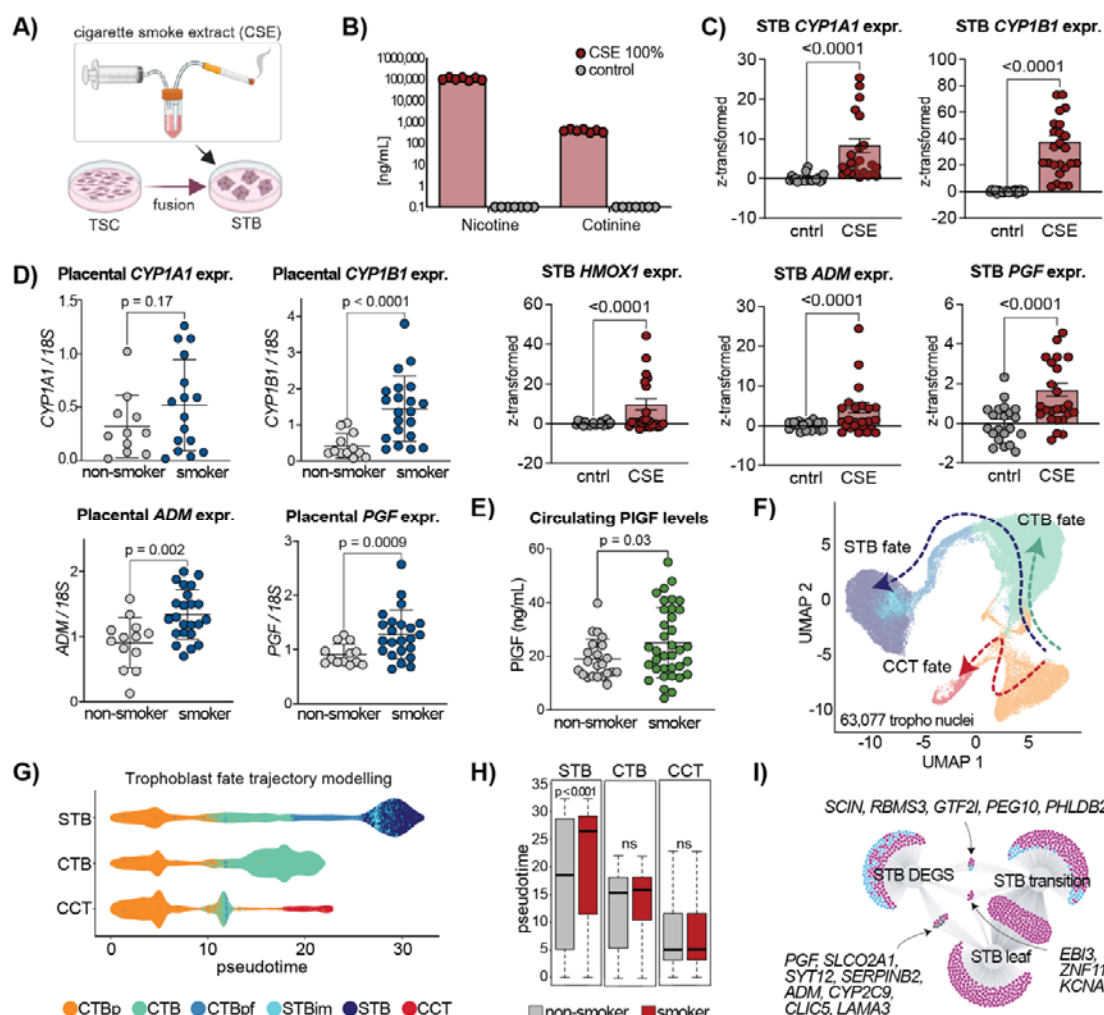 A)
cigarette smoke extract (CSE)
TSC
fusion
STB
B)
CSE 100%
control
[ng/mL]
1000,000
100,000
10,000
1,000
100
10
1
0.1
Nicotine
Cotinine
C)
STB CYP1A1 expr.
<0.0001
z-transformed
30
20
10
0
-10
cntrl
CSE
STB CYP1B1 expr.
<0.0001
z-transformed
100
80
60
40
20
0
-20
cntrl
CSE
D)
Placental CYP1A1 expr.
p = 0.17
CYP1A1 / 18S
1.5
1.0
0.5
0.0
non-smoker
smoker
Placental CYP1B1 expr.
p < 0.0001
CYP1B1 / 18S
4
3
2
1
0
non-smoker
smoker
STB HMOX1 expr.
<0.0001
z-transformed
60
40
20
0
-20
cntrl
CSE
STB ADM expr.
<0.0001
z-transformed
30
20
10
0
-10
cntrl
CSE
STB PGF expr.
<0.0001
z-transformed
6
4
2
0
-2
cntrl
CSE
Placental ADM expr.
p = 0.002
ADM / 18S
2
1
0
non-smoker
smoker
Placental PGF expr.
p = 0.0009
PGF / 18S
3
2
1
0
non-smoker
smoker
E)
Circulating PlGF levels
p = 0.03
PlGF (ng/mL)
60
40
20
0
non-smoker
smoker
F)
STB fate
CTB fate
CCT fate
63,077 tropho nuclei
UMAP 2
5
0
-5
-10
-10
-5
0
5
UMAP 1
G)
Trophoblast fate trajectory modelling
STB
CTB
CCT
0
10
20
30
pseudotime
CTBp
CTB
CTBpf
STBim
STB
CCT
H)
STB
CTB
CCT
p<0.001
ns
ns
pseudotime
35
30
25
20
15
10
5
0
non-smoker
smoker
I)
SCIN, RBMS3, GTF2I, PEG10, PHLDB2
STB DEGS
STB transition
STB leaf
PGF, SLCO2A1,
SYT12, SERPINB2,
ADM, CYP2C9,
CLIC5, LAMA3
EBI3,
ZNF11
KCNA